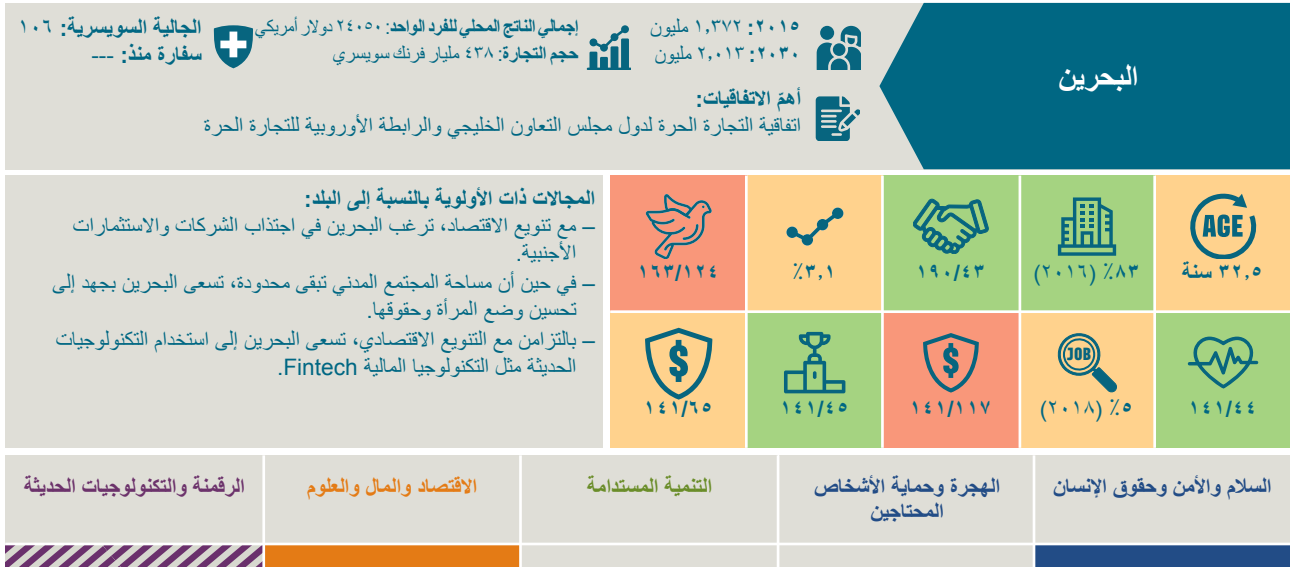 البحرين
٢٠١٥: ١,٣٧٢ مليون
٢٠٣٠: ٢,٠١٣ مليون
إجمالي الناتج المحلي للفرد الواحد: ٢٤٠٥٠ دولار أمريكي
حجم التجارة: ٤٣٨ مليار فرنك سويسري
الجالية السويسرية: ١٠٦
سفارة منذ: ---
أهمّ الاتفاقيات:
اتفاقية التجارة الحرة لدول مجلس التعاون الخليجي والرابطة الأوروبية للتجارة الحرة
AGE
٣٢,٥ سنة
٨٣٪ (٢٠١٦)
١٩٠/٤٣
٣,١٪
١٦٣/١٢٤
JOB
١٤١/٤٤
٥٪ (٢٠١٨)
$
١٤١/١١٧
١٤١/٤٥
$
١٤١/٦٥
المجالات ذات الأولوية بالنسبة إلى البلد:
– مع تنويع الاقتصاد، ترغب البحرين في اجتذاب الشركات والاستثمارات
الأجنبية.
– في حين أن مساحة المجتمع المدني تبقى محدودة، تسعى البحرين بجهد إلى
تحسين وضع المرأة وحقوقها.
– بالتزامن مع التنويع الاقتصادي، تسعى البحرين إلى استخدام التكنولوجيات
الحديثة مثل التكنولوجيا المالية Fintech.
السلام والأمن وحقوق الإنسان
الهجرة وحماية الأشخاص
المحتاجين
التنمية المستدامة
الاقتصاد والمال والعلوم
الرقمنة والتكنولوجيات الحديثة